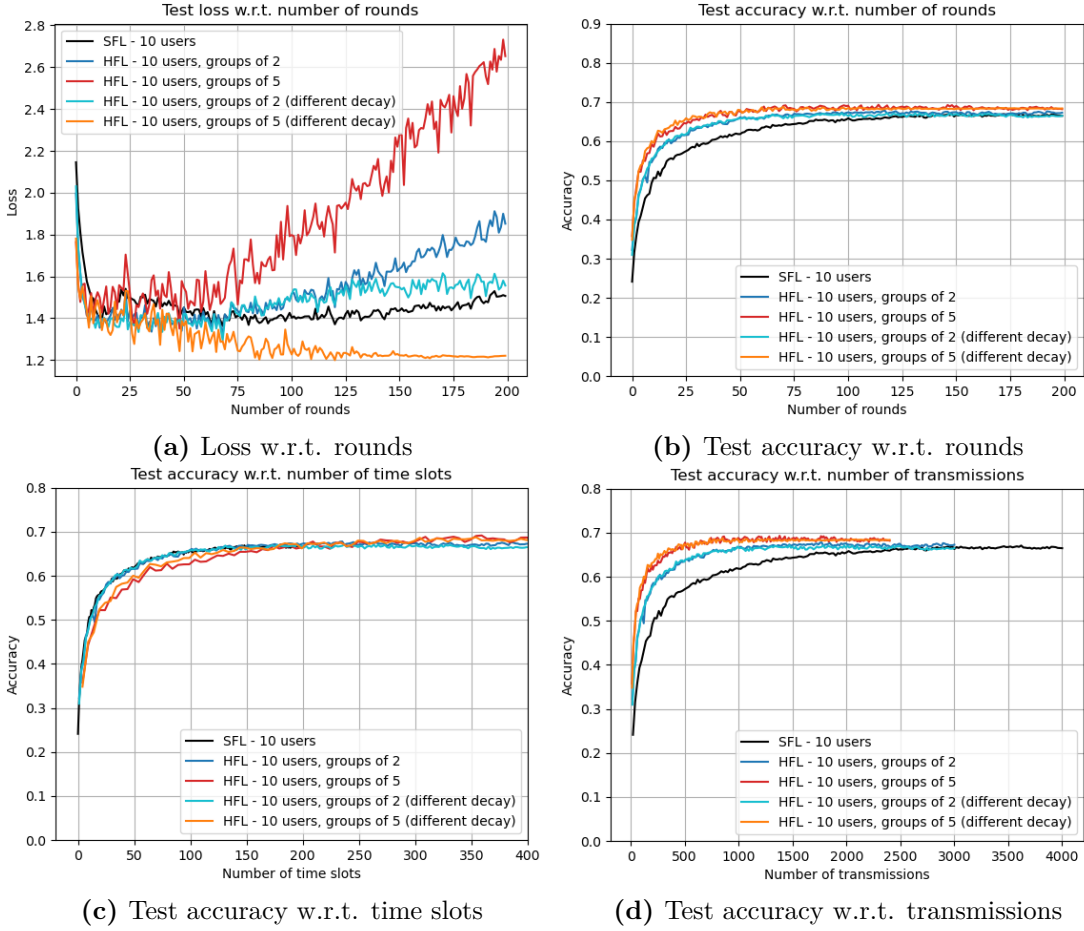 Test loss w.r.t. number of rounds
2.8
2.6
2.4
2.2
2.0
1.8
1.6
1.4
1.2
Loss
SFL - 10 users
HFL - 10 users, groups of 2
HFL - 10 users, groups of 5
HFL - 10 users, groups of 2 (different decay)
HFL - 10 users, groups of 5 (different decay)
0 25 50 75 100 125 150 175 200
Number of rounds
(a) Loss w.r.t. rounds
Test accuracy w.r.t. number of rounds
0.9
0.8
0.7
0.6
0.5
0.4
0.3
0.2
0.1
0.0
Accuracy
SFL - 10 users
HFL - 10 users, groups of 2
HFL - 10 users, groups of 5
HFL - 10 users, groups of 2 (different decay)
HFL - 10 users, groups of 5 (different decay)
0 25 50 75 100 125 150 175 200
Number of rounds
(b) Test accuracy w.r.t. rounds
Test accuracy w.r.t. number of time slots
0.8
0.7
0.6
0.5
0.4
0.3
0.2
0.1
0.0
Accuracy
SFL - 10 users
HFL - 10 users, groups of 2
HFL - 10 users, groups of 5
HFL - 10 users, groups of 2 (different decay)
HFL - 10 users, groups of 5 (different decay)
0 50 100 150 200 250 300 350 400
Number of time slots
(c) Test accuracy w.r.t. time slots
Test accuracy w.r.t. number of transmissions
0.8
0.7
0.6
0.5
0.4
0.3
0.2
0.1
0.0
Accuracy
SFL - 10 users
HFL - 10 users, groups of 2
HFL - 10 users, groups of 5
HFL - 10 users, groups of 2 (different decay)
HFL - 10 users, groups of 5 (different decay)
0 500 1000 1500 2000 2500 3000 3500 4000
Number of transmissions
(d) Test accuracy w.r.t. transmissions